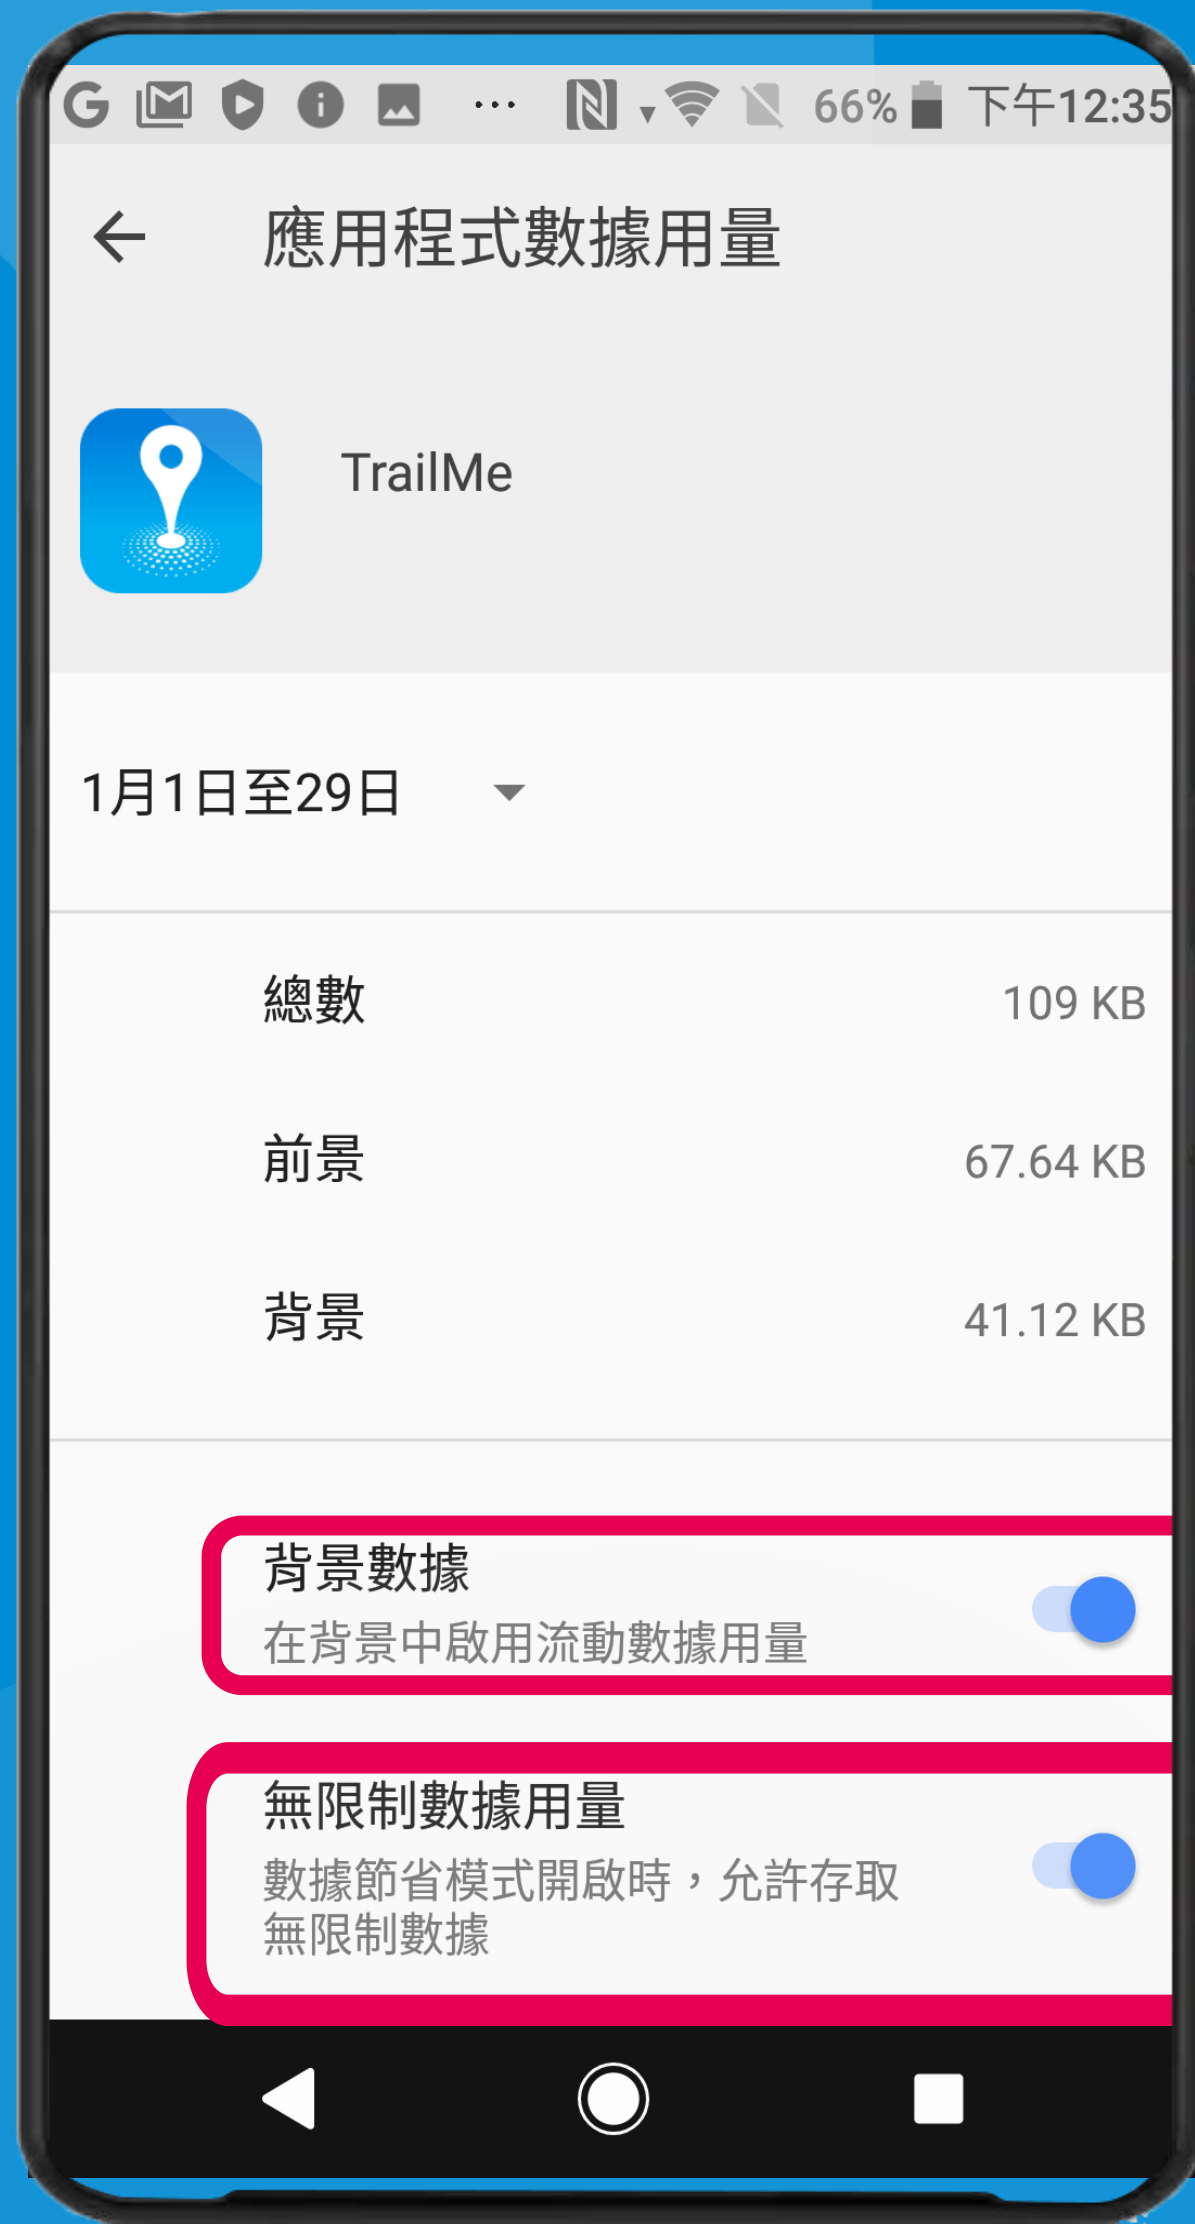 66% 下午12:35
應用程式數據用量
TrailMe
1月1日至29日
總數 109 KB
前景 67.64 KB
背景 41.12 KB
背景數據
在背景中啟用流動數據用量
無限制數據用量
數據節省模式開啟時，允許存取
無限制數據